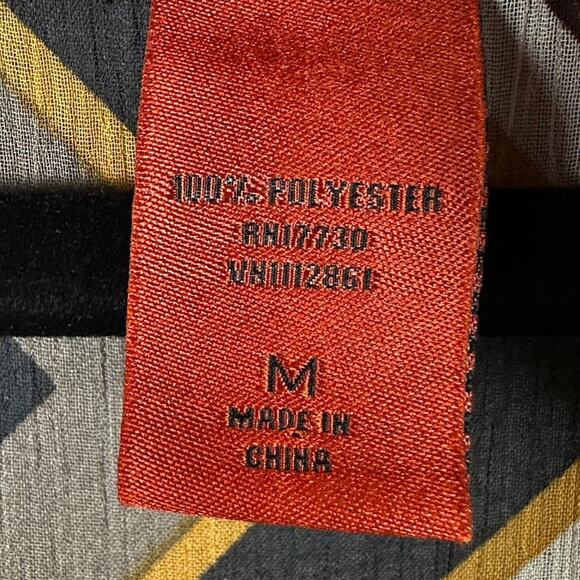 100% POLYESTER
RN17730
VN1112861
M
MADE IN
CHINA